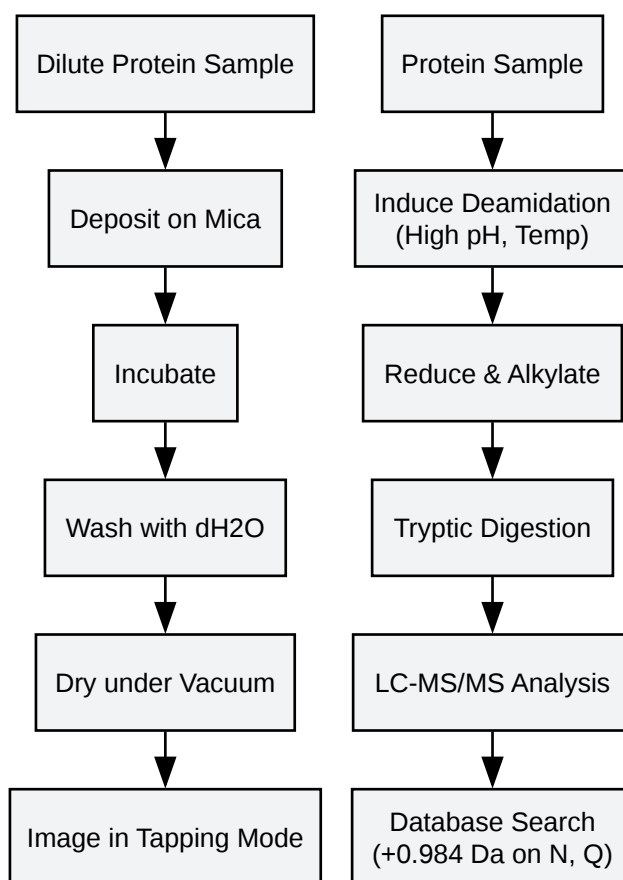 Dilute Protein Sample
Deposit on Mica
Incubate
Wash with dH2O
Dry under Vacuum
Image in Tapping Mode
Protein Sample
Induce Deamidation
(High pH, Temp)
Reduce & Alkylate
Tryptic Digestion
LC-MS/MS Analysis
Database Search
(+0.984 Da on N, Q)